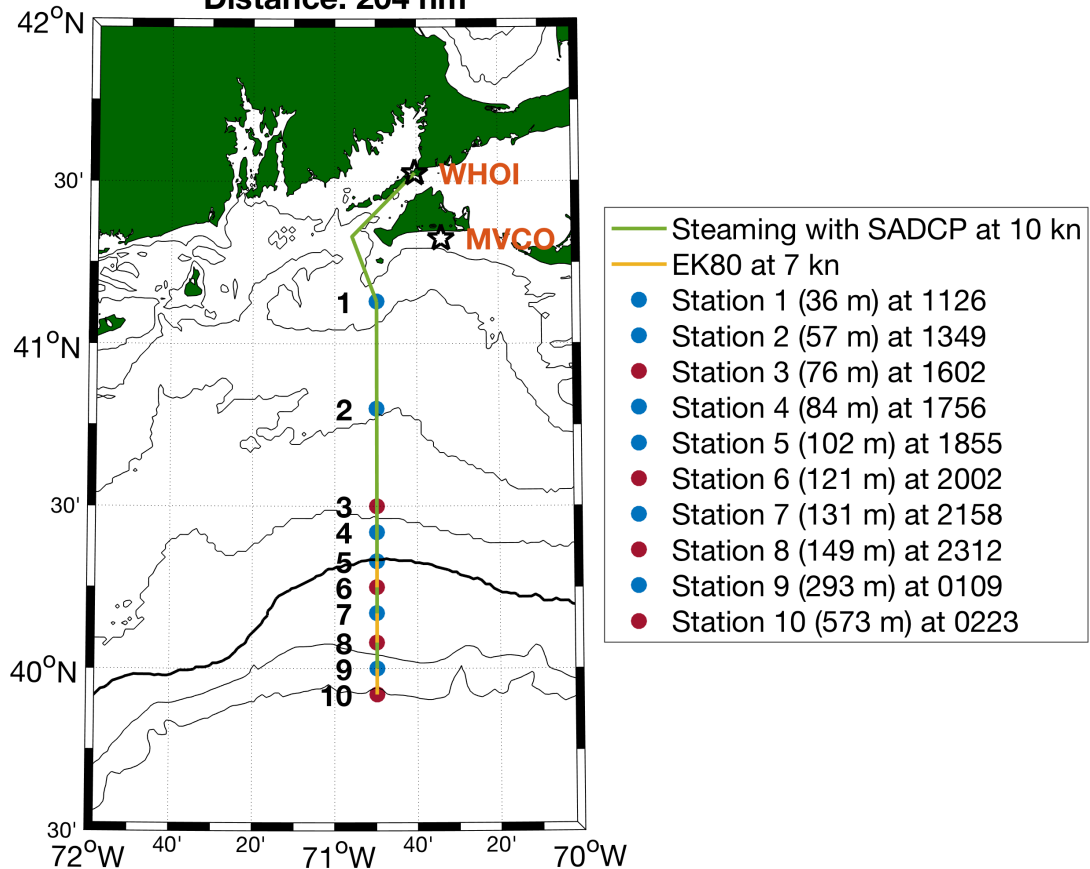 Distance: 204 nm
42°N
30'
41°N
30'
40°N
30'
72°W
40'
20'
71°W
40'
20'
70°W
WHOI
MVCO
1
2
3
4
5
6
7
8
9
10
Steaming with SADCP at 10 kn
EK80 at 7 kn
Station 1 (36 m) at 1126
Station 2 (57 m) at 1349
Station 3 (76 m) at 1602
Station 4 (84 m) at 1756
Station 5 (102 m) at 1855
Station 6 (121 m) at 2002
Station 7 (131 m) at 2158
Station 8 (149 m) at 2312
Station 9 (293 m) at 0109
Station 10 (573 m) at 0223